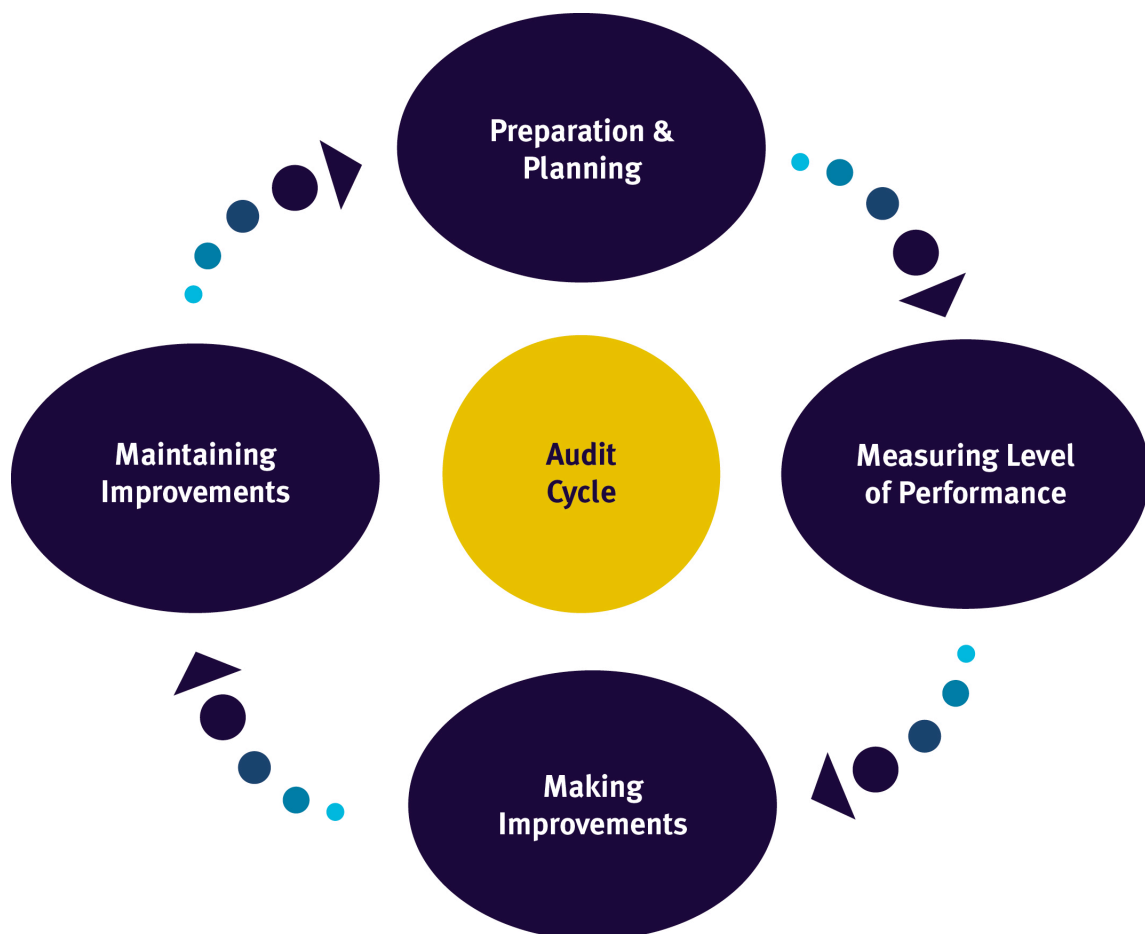 Preparation &
Planning
Measuring Level
of Performance
Making
Improvements
Maintaining
Improvements
Audit
Cycle